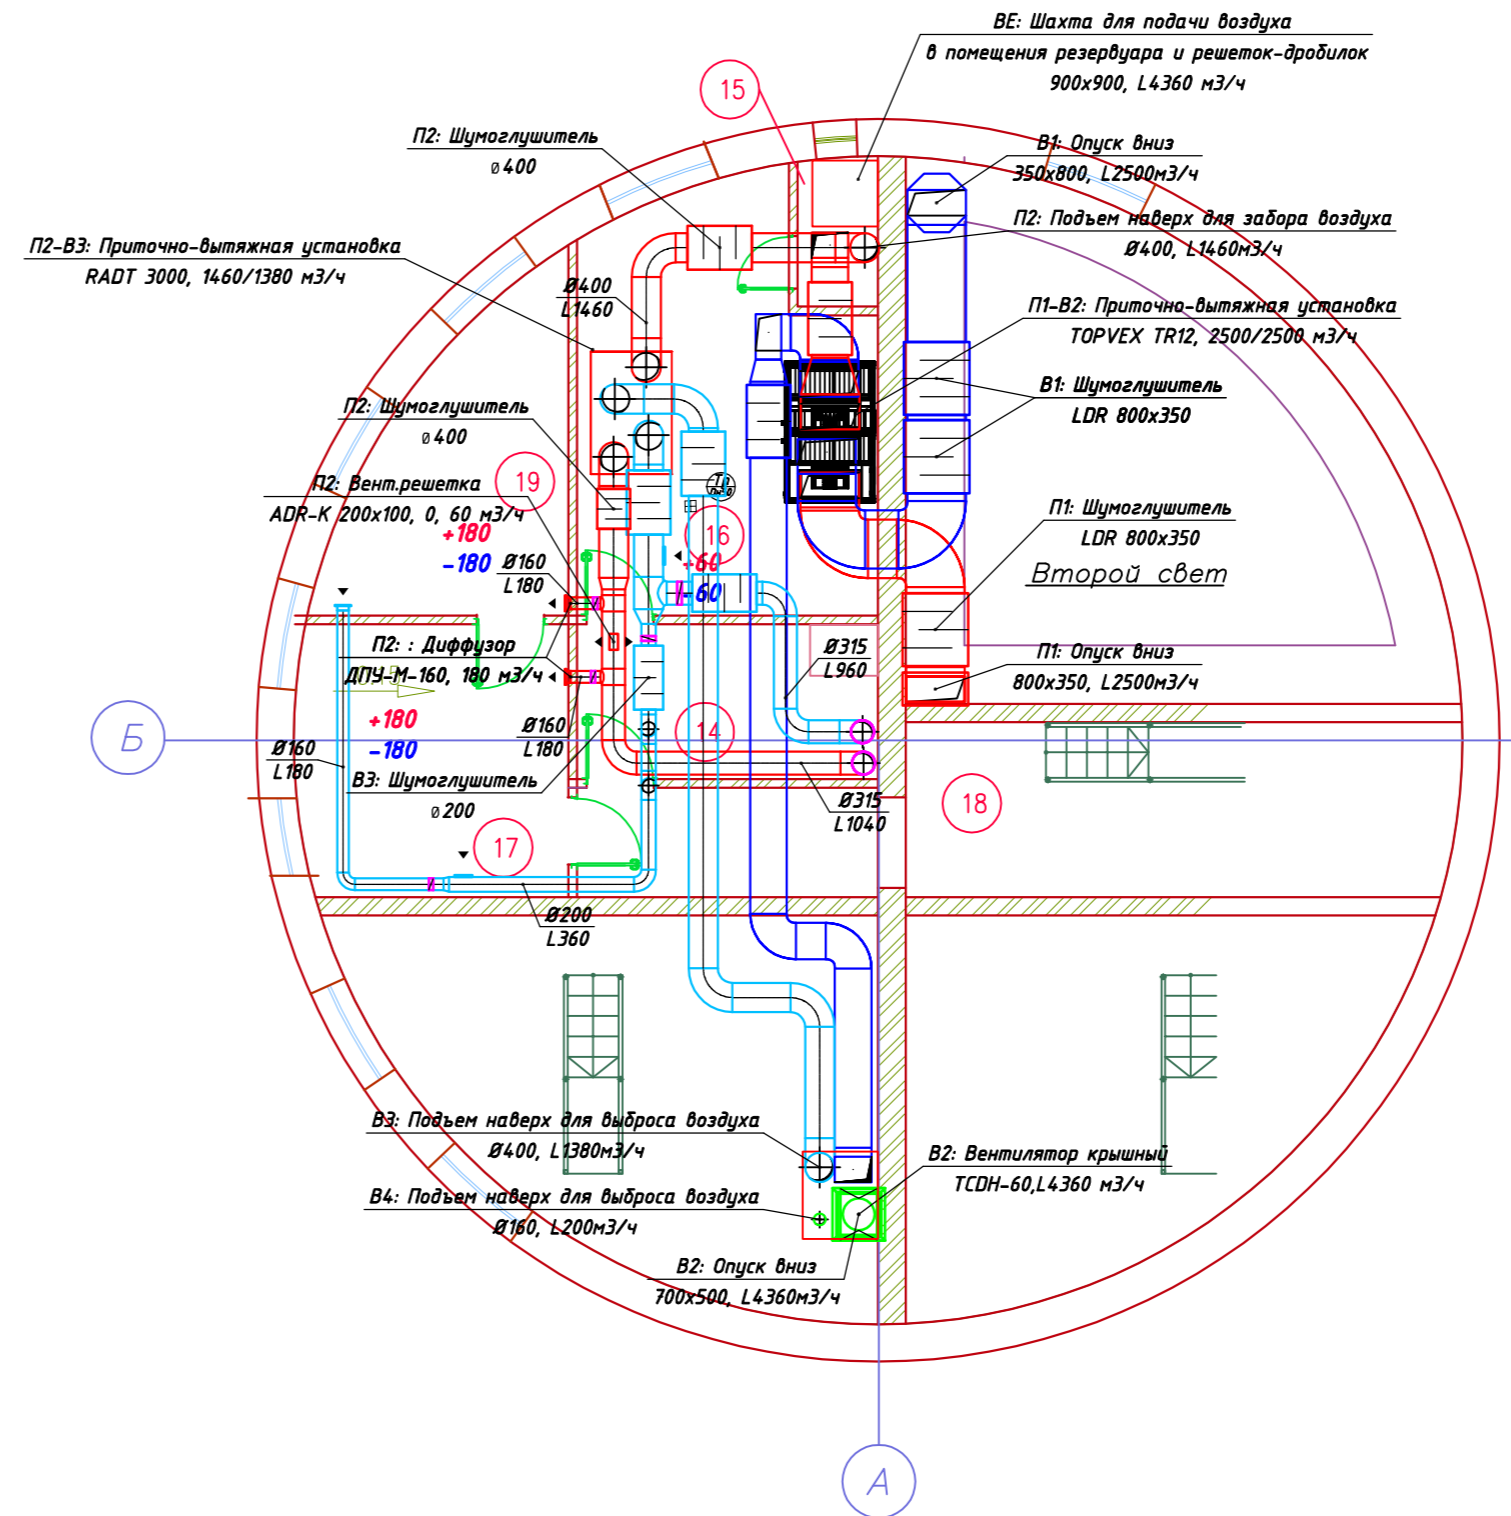 ВЕ: Шахта для подачи воздуха
в помещения резервуара и решеток-дробилок
900х900, L4360 м3/ч
15
П2: Шумоглушитель
ø400
В1: Опуск вниз
350х800, L2500м3/ч
П2: Подъем наверх для забора воздуха
Ø400, L1460м3/ч
П2-В3: Приточно-вытяжная установка
RADT 3000, 1460/1380 м3/ч
Ø400
L1460
П1-В2: Приточно-вытяжная установка
TOPVEX TR12, 2500/2500 м3/ч
В1: Шумоглушитель
LDR 800х350
П2: Шумоглушитель
ø400
П2: Вент.решетка
ADR-K 200х100, 0, 60 м3/ч
19
+180
-180
Ø160
L180
16
+60
-60
П1: Шумоглушитель
LDR 800х350
Второй свет
П2: : Диффузор
ДПУ-М-160, 180 м3/ч
Ø315
L960
П1: Опуск вниз
800х350, L2500м3/ч
+180
-180
Ø160
L180
Ø160
L180
14
Б
В3: Шумоглушитель
ø200
Ø315
L1040
18
17
Ø200
L360
В3: Подъем наверх для выброса воздуха
Ø400, L1380м3/ч
В2: Вентилятор крышный
TCDH-60,L4360 м3/ч
В4: Подъем наверх для выброса воздуха
Ø160, L200м3/ч
В2: Опуск вниз
700х500, L4360м3/ч
А